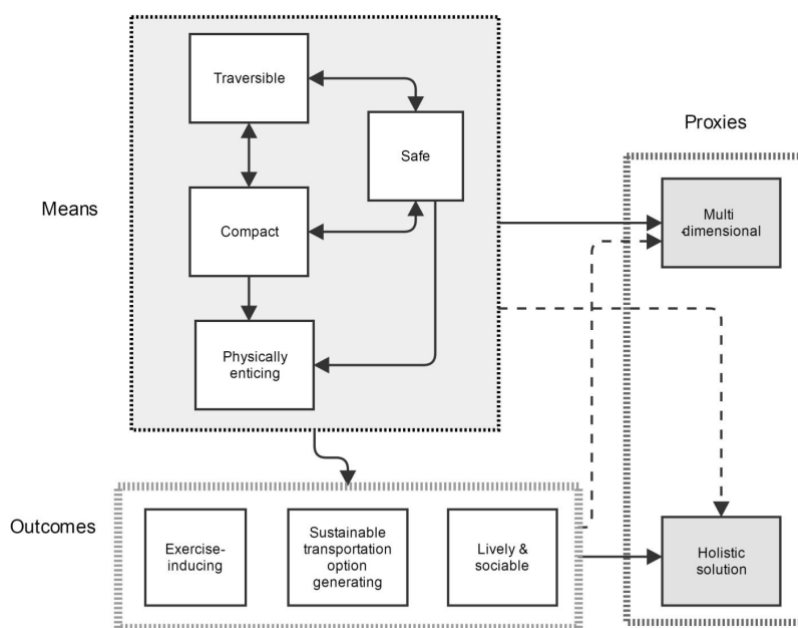 Traversible
Safe
Proxies
Means
Compact
Multi
-dimensional
Physically
enticing
Outcomes
Exercise-
inducing
Sustainable
transportation
option
generating
Lively &
sociable
Holistic
solution